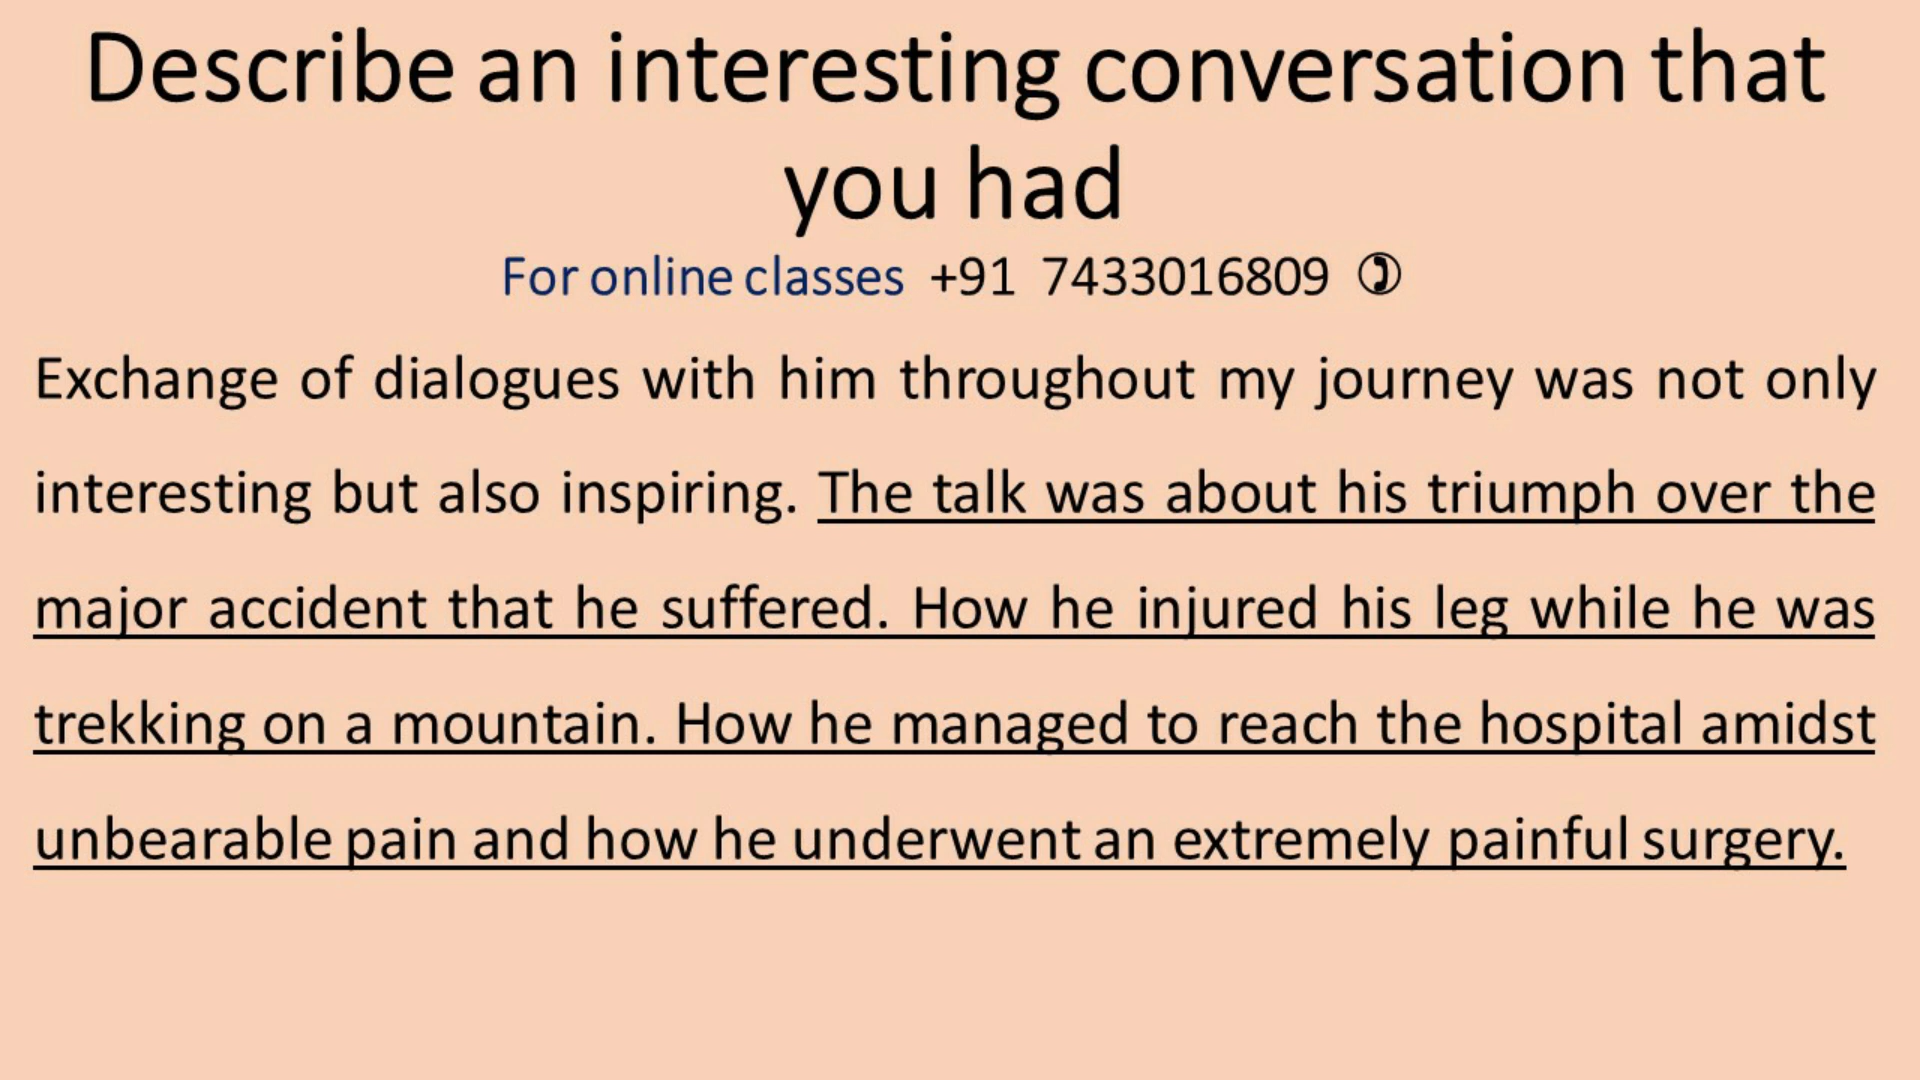 Describe an interesting conversation that
you had
For online classes +91 7433016809 ✆
Exchange of dialogues with him throughout my journey was not only
interesting but also inspiring. The talk was about his triumph over the
major accident that he suffered. How he injured his leg while he was
trekking on a mountain. How he managed to reach the hospital amidst
unbearable pain and how he underwent an extremely painful surgery.